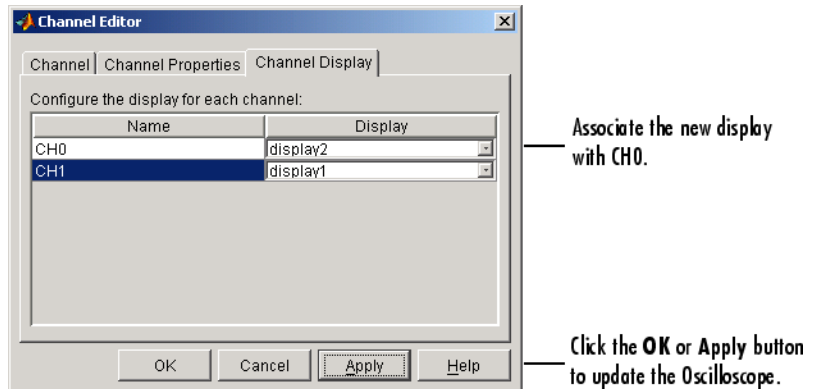 Channel Editor
Channel Channel Properties Channel Display
Configure the display for each channel:
Name Display
CH0 display2
CH1 display1
Associate the new display
with CH0.
OK Cancel Apply Help
Click the OK or Apply button
to update the Oscilloscope.